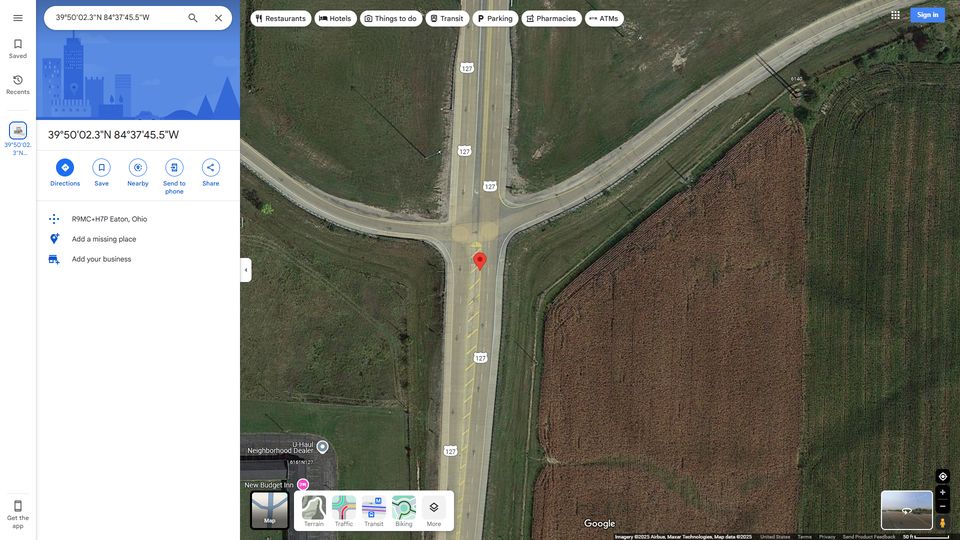 39°50'02.3"N 84°37'45.5"W
Restaurants
Hotels
Things to do
Transit
Parking
Pharmacies
ATMs
Sign in
Saved
Recents
39°50'02.
3"N...
39°50'02.3"N 84°37'45.5"W
Directions
Save
Nearby
Send to
phone
Share
R9MC+H7P Eaton, Ohio
Add a missing place
Add your business
127
127
127
127
127
6140
U-Haul
Neighborhood Dealer
6161N127
New Budget Inn
Map
Terrain
Traffic
Transit
Biking
More
Get the
app
Google
Imagery ©2025 Airbus, Maxar Technologies, Map data ©2025
United States
Terms
Privacy
Send Product Feedback
50 ft